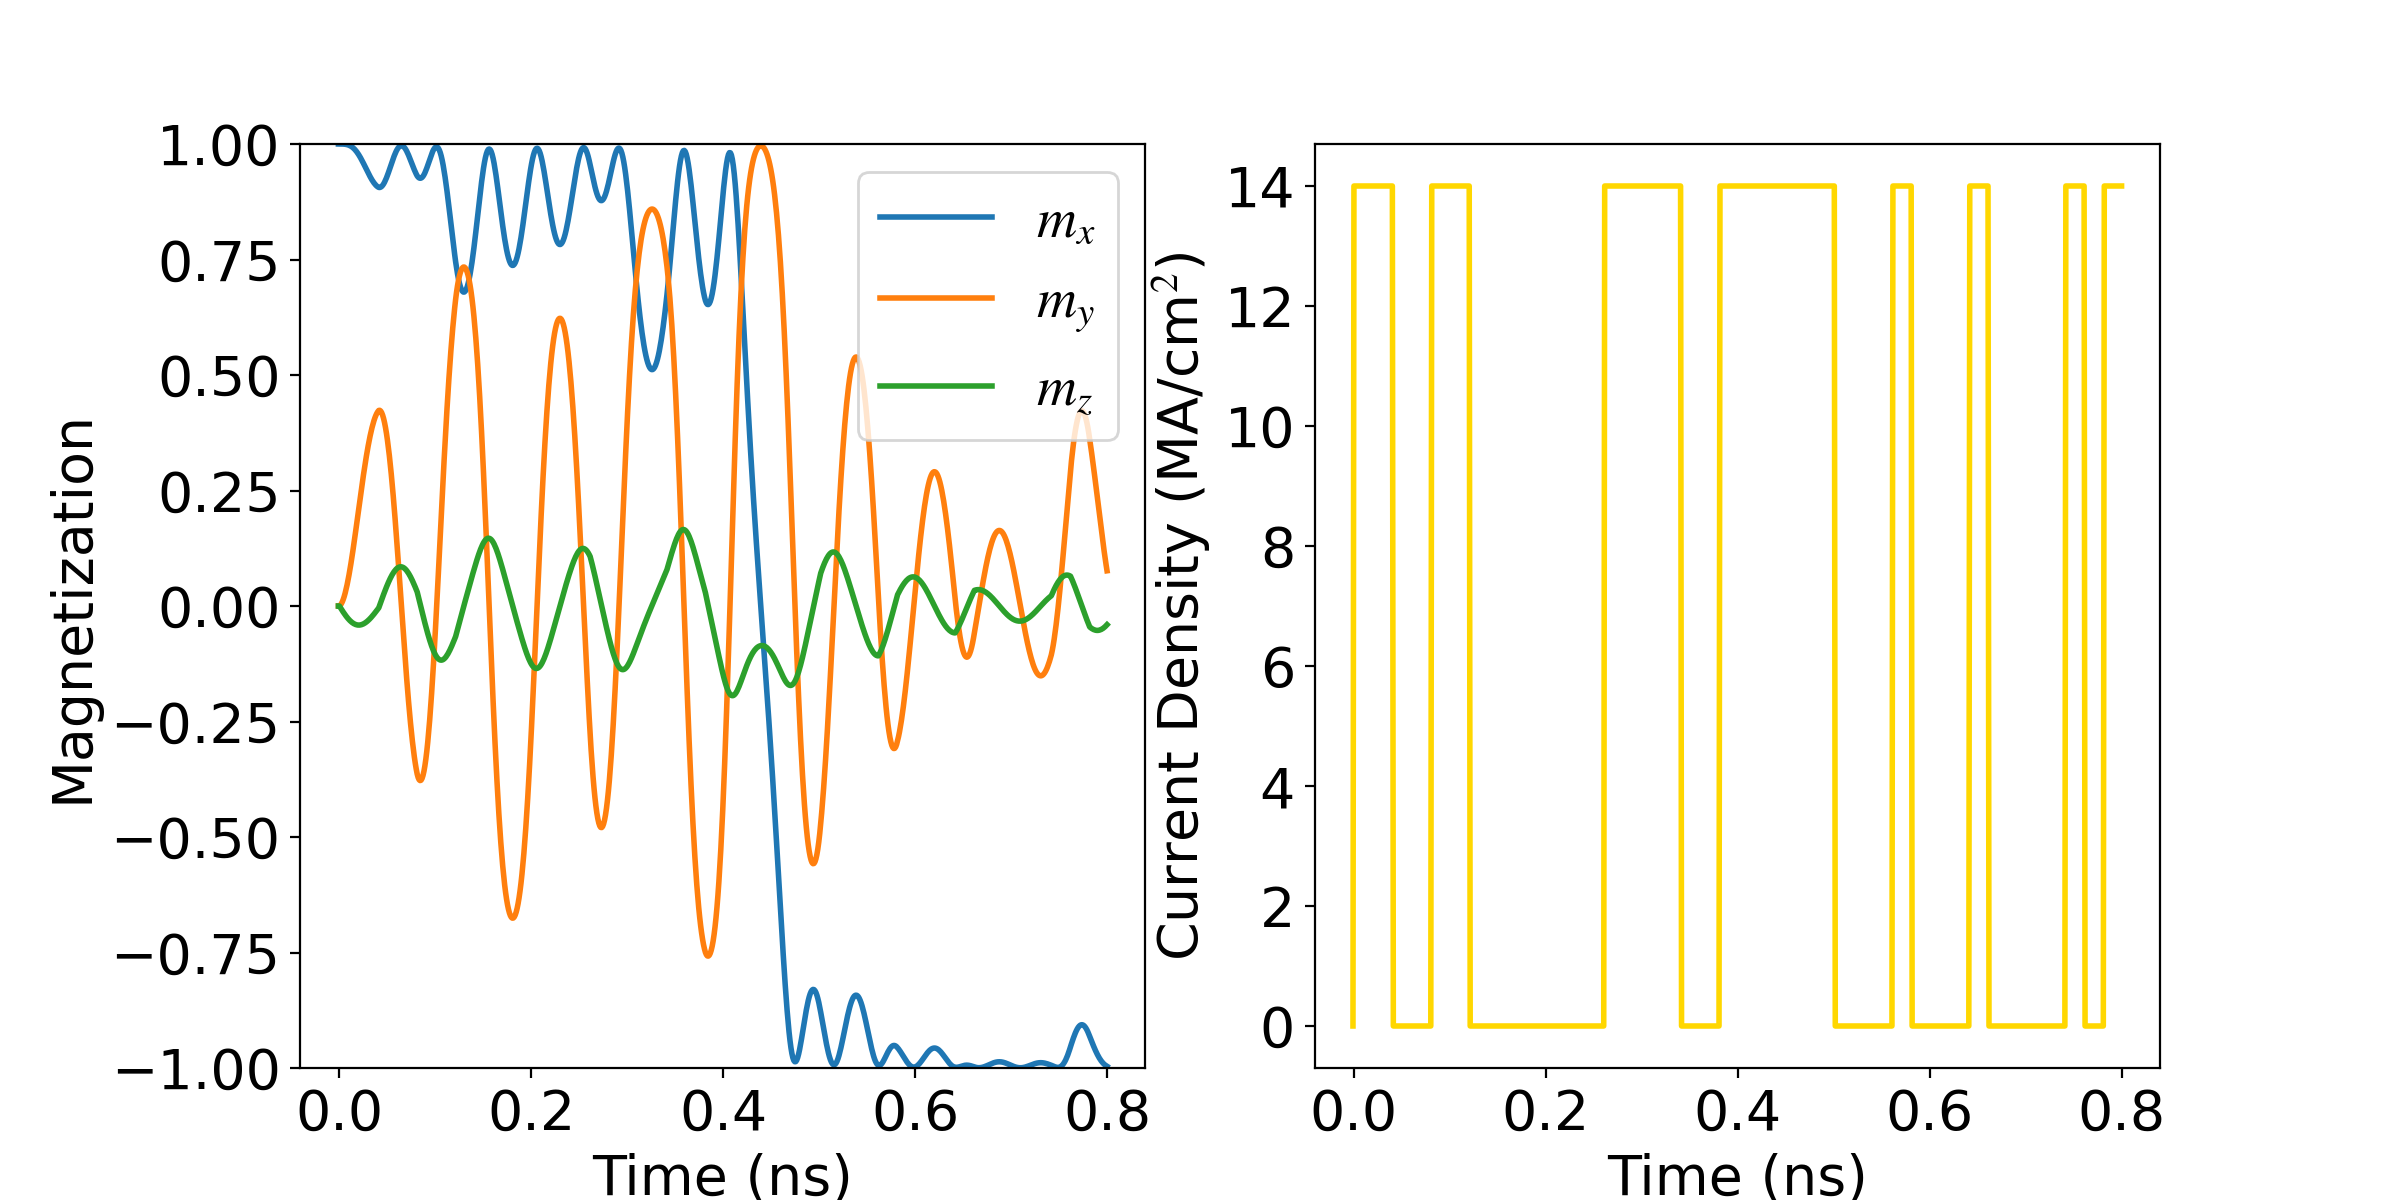 1.00
0.75
0.50
0.25
0.00
−0.25
−0.50
−0.75
−1.00
Magnetization
0.0 0.2 0.4 0.6 0.8
Time (ns)
m_x
m_y
m_z
14
12
10
8
6
4
2
0
Current Density (MA/cm²)
0.0 0.2 0.4 0.6 0.8
Time (ns)